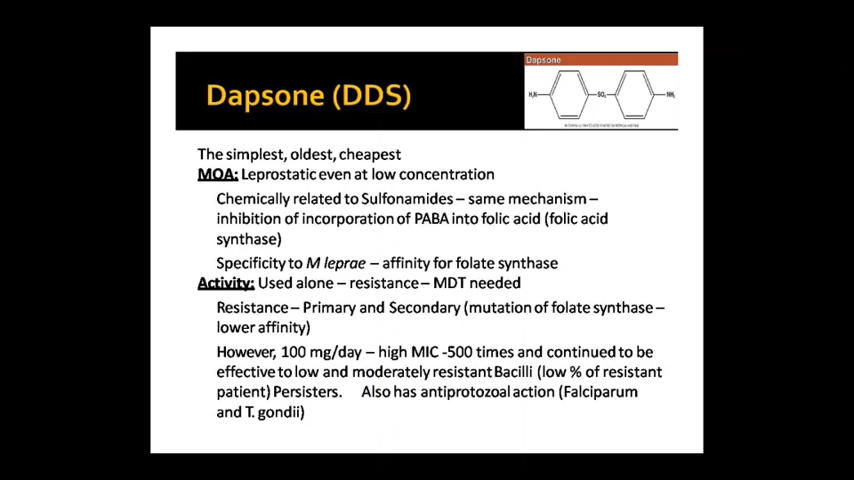 Dapsone (DDS)
Dapsone
H₂N
SO₂
NH₂
The simplest, oldest, cheapest
MOA: Leprostatic even at low concentration
Chemically related to Sulfonamides – same mechanism –
inhibition of incorporation of PABA into folic acid (folic acid
synthase)
Specificity to M leprae – affinity for folate synthase
Activity: Used alone – resistance – MDT needed
Resistance – Primary and Secondary (mutation of folate synthase –
lower affinity)
However, 100 mg/day – high MIC -500 times and continued to be
effective to low and moderately resistant Bacilli (low % of resistant
patient) Persisters. Also has antiprotozoal action (Falciparum
and T. gondii)